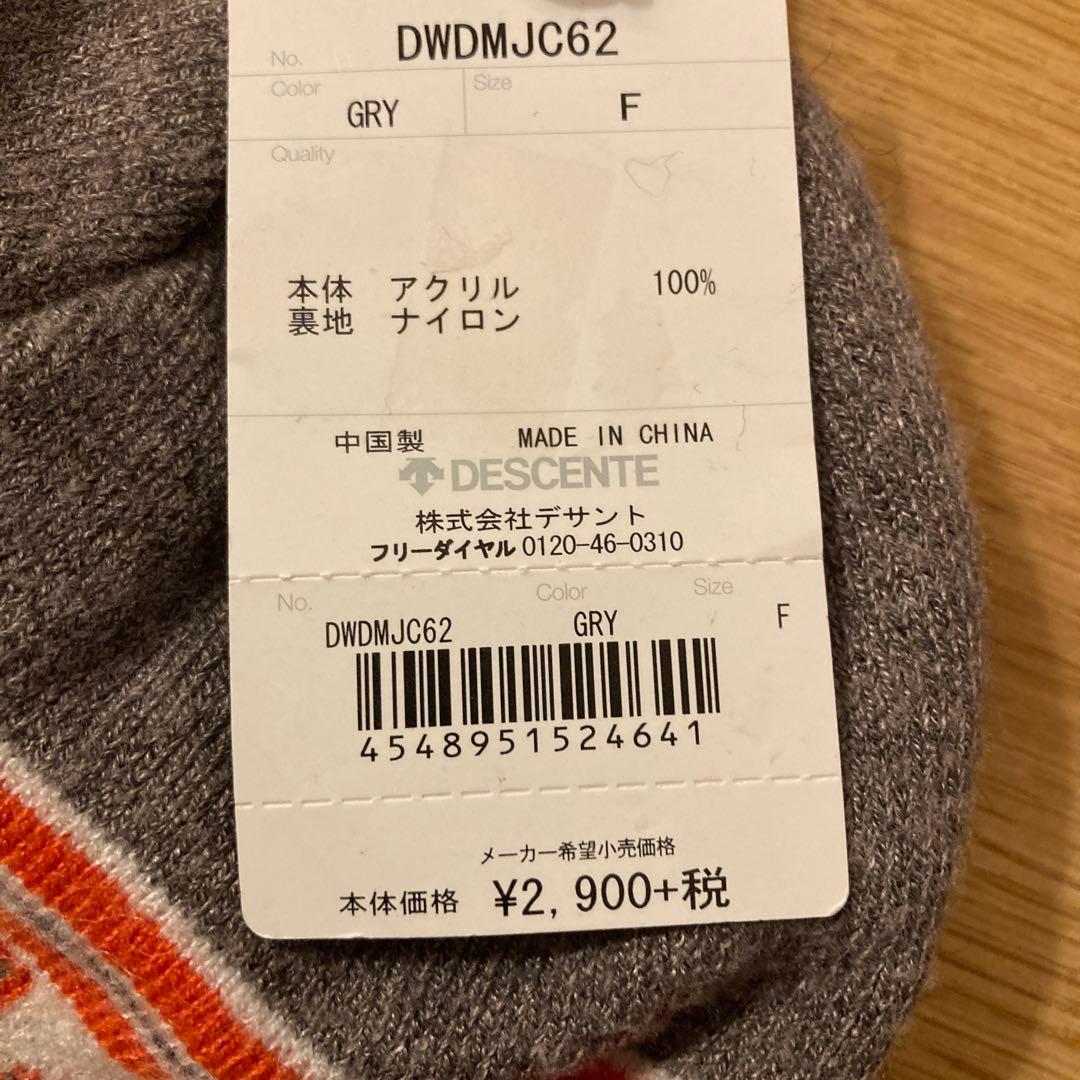 No. DWDMJC62
Color GRY Size F
Quality
本体 アクリル 100%
裏地 ナイロン
中国製 MADE IN CHINA
DESCENTE
株式会社デサント
フリーダイヤル 0120-46-0310
No. DWDMJC62 Color GRY Size F
4548951524641
メーカー希望小売価格
本体価格 ¥2,900+税